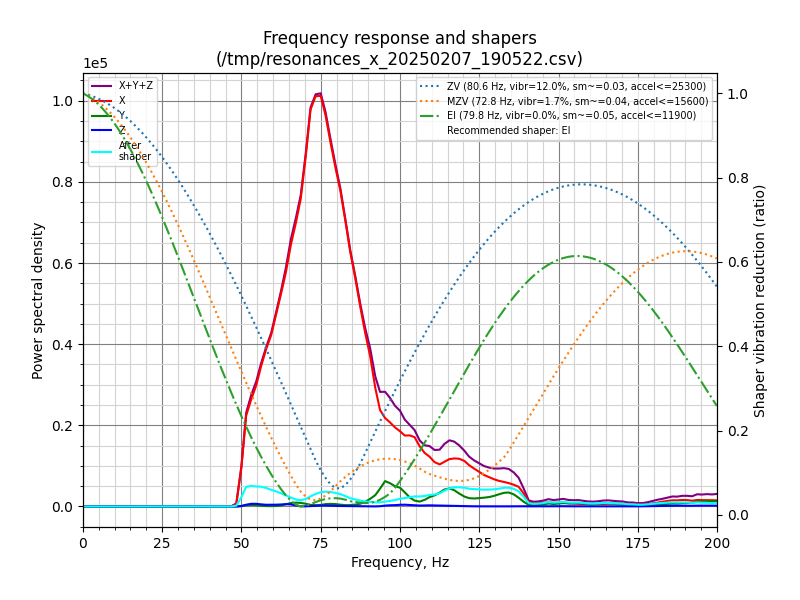 Frequency response and shapers
(/tmp/resonances_x_20250207_190522.csv)
1e5
X+Y+Z
X
Y
Z
After
shaper
ZV (80.6 Hz, vibr=12.0%, sm~=0.03, accel<=25300)
MZV (72.8 Hz, vibr=1.7%, sm~=0.04, accel<=15600)
EI (79.8 Hz, vibr=0.0%, sm~=0.05, accel<=11900)
Recommended shaper: EI
Power spectral density
1.0
0.8
0.6
0.4
0.2
0.0
1.0
0.8
0.6
0.4
0.2
0.0
Shaper vibration reduction (ratio)
0 25 50 75 100 125 150 175 200
Frequency, Hz